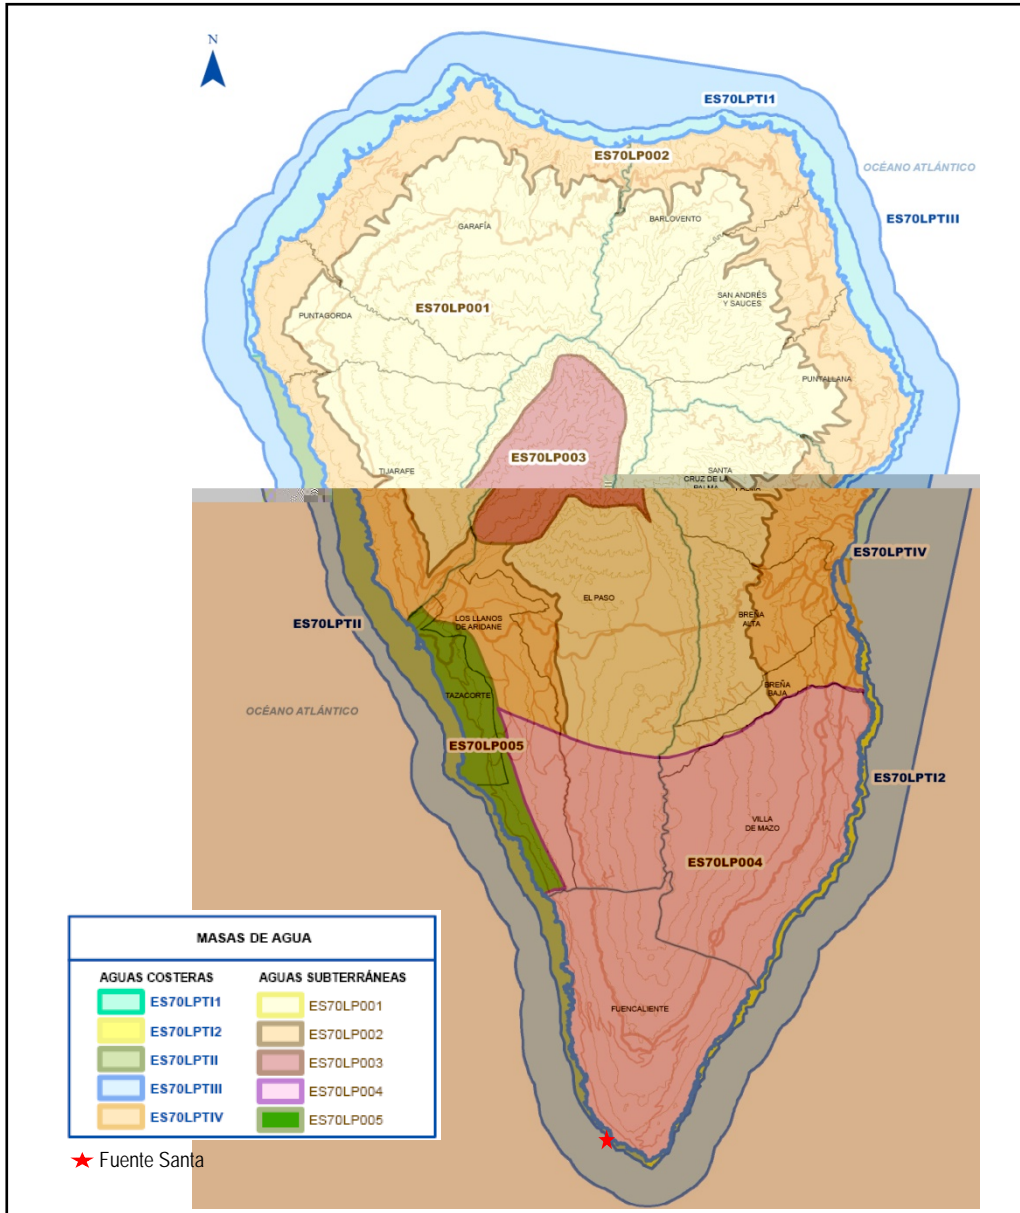 N
ES70LPTI1
ES70LP002
OCÉANO ATLÁNTICO
ES70LPTIII
GARAFÍA
BARLOVENTO
SAN ANDRÉS
Y SAUCES
ES70LP001
PUNTAGORDA
PUNTALLANA
ES70LP003
TIJARAFE
SANTA
CRUZ DE LA
PALMA
ES70LPTIV
EL PASO
ES70LPTII
LOS LLANOS
DE ARIDANE
BREÑA
ALTA
TAZACORTE
BREÑA
BAJA
OCÉANO ATLÁNTICO
ES70LP005
ES70LPTI2
VILLA
DE MAZO
ES70LP004
FUENCALIENTE
MASAS DE AGUA
AGUAS COSTERAS
ES70LPTI1
ES70LPTI2
ES70LPTII
ES70LPTIII
ES70LPTIV
AGUAS SUBTERRÁNEAS
ES70LP001
ES70LP002
ES70LP003
ES70LP004
ES70LP005
Fuente Santa